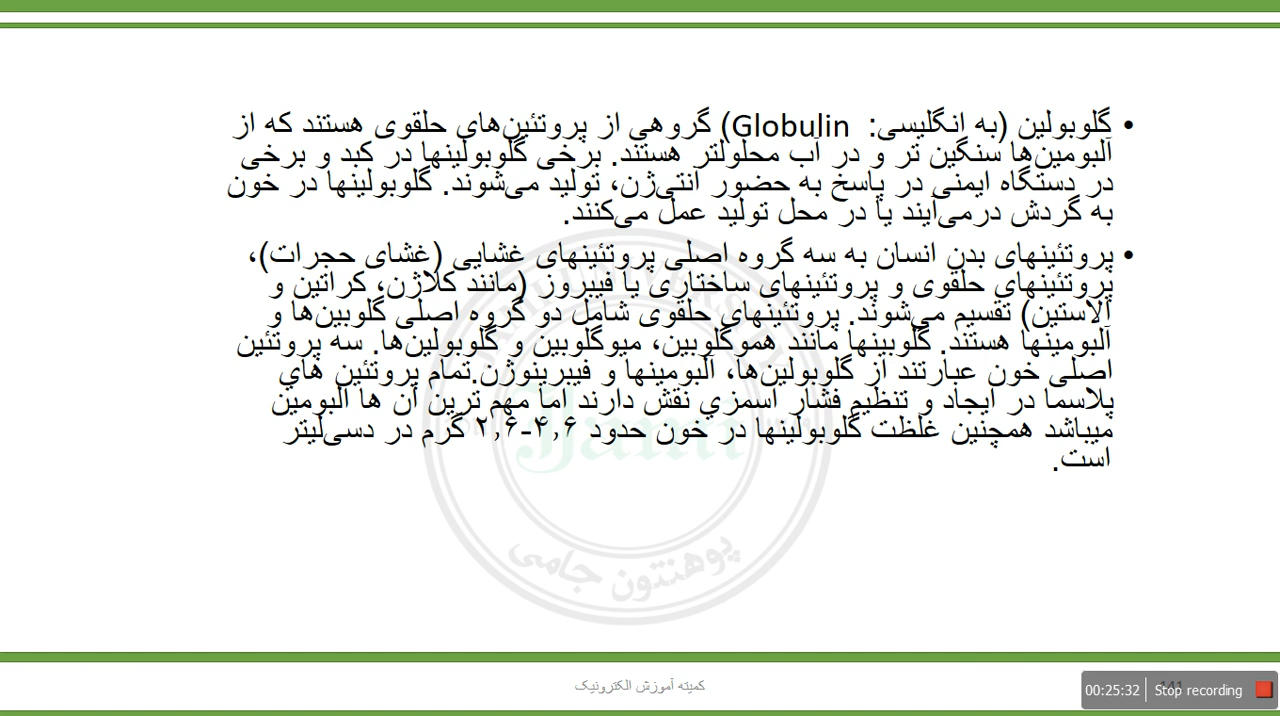 • گلوبولین (به انگلیسی: Globulin) گروهی از پروتئین‌های حلقوی هستند که از
آلبومین‌ها سنگین تر و در آب محلولتر هستند. برخی گلوبولینها در کبد و برخی
در دستگاه ایمنی در پاسخ به حضور آنتی‌ژن، تولید می‌شوند. گلوبولینها در خون
به گردش درمی‌آیند یا در محل تولید عمل می‌کنند.
• پروتئینهای بدن انسان به سه گروه اصلی پروتئینهای غشایی (غشای حجرات)،
پروتئینهای حلقوی و پروتئینهای ساختاری یا فیبروز (مانند کلاژن، کراتین و
آلاستین) تقسیم می‌شوند. پروتئینهای حلقوی شامل دو گروه اصلی گلوبین‌ها و
آلبومینها هستند. گلوبینها مانند هموگلوبین، میوگلوبین و گلوبولین‌ها. سه پروتئین
اصلی خون عبارتند از گلوبولین‌ها، آلبومینها و فیبرینوژن.تمام پروتئین هاي
پلاسما در ایجاد و تنظیم فشار اسمزي نقش دارند اما مهم ترین آن ها آلبومین
میباشد همچنین غلظت گلوبولینها در خون حدود ۲٫۶-۴٫۶ گرم در دسی‌لیتر
است.
Jami
پوهنتون جامی
کمیته آموزش الکترونیک
141
00:25:32 Stop recording